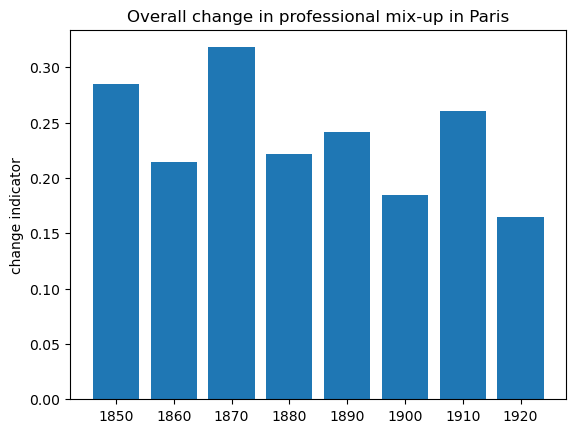 Overall change in professional mix-up in Paris
change indicator
0.30
0.25
0.20
0.15
0.10
0.05
0.00
1850 1860 1870 1880 1890 1900 1910 1920